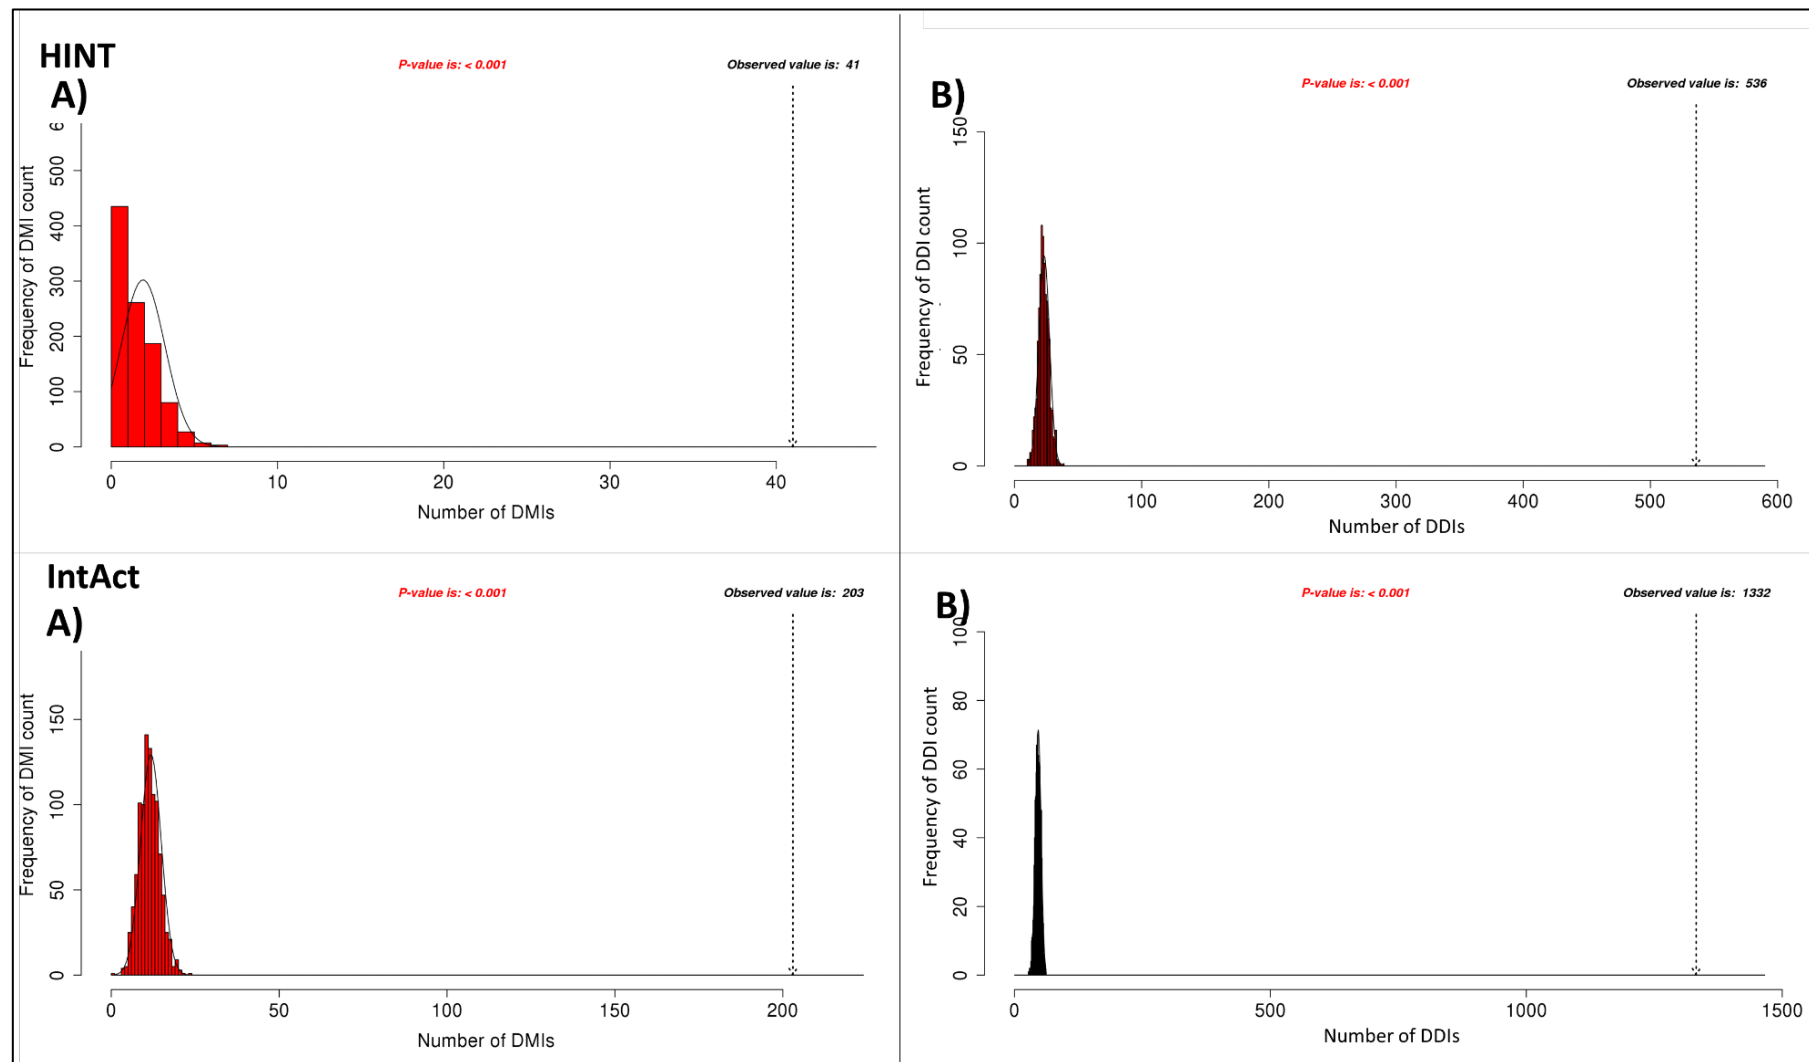 HINT
A)
P-value is: < 0.001
Observed value is: 41
Frequency of DMI count
0
100
200
300
400
500
0
10
20
30
40
Number of DMIs
B)
P-value is: < 0.001
Observed value is: 536
Frequency of DDI count
0
50
100
150
0
100
200
300
400
500
600
Number of DDIs
IntAct
A)
P-value is: < 0.001
Observed value is: 203
Frequency of DMI count
0
50
100
150
0
50
100
150
200
Number of DMIs
B)
P-value is: < 0.001
Observed value is: 1332
Frequency of DDI count
0
20
40
60
80
100
0
500
1000
1500
Number of DDIs